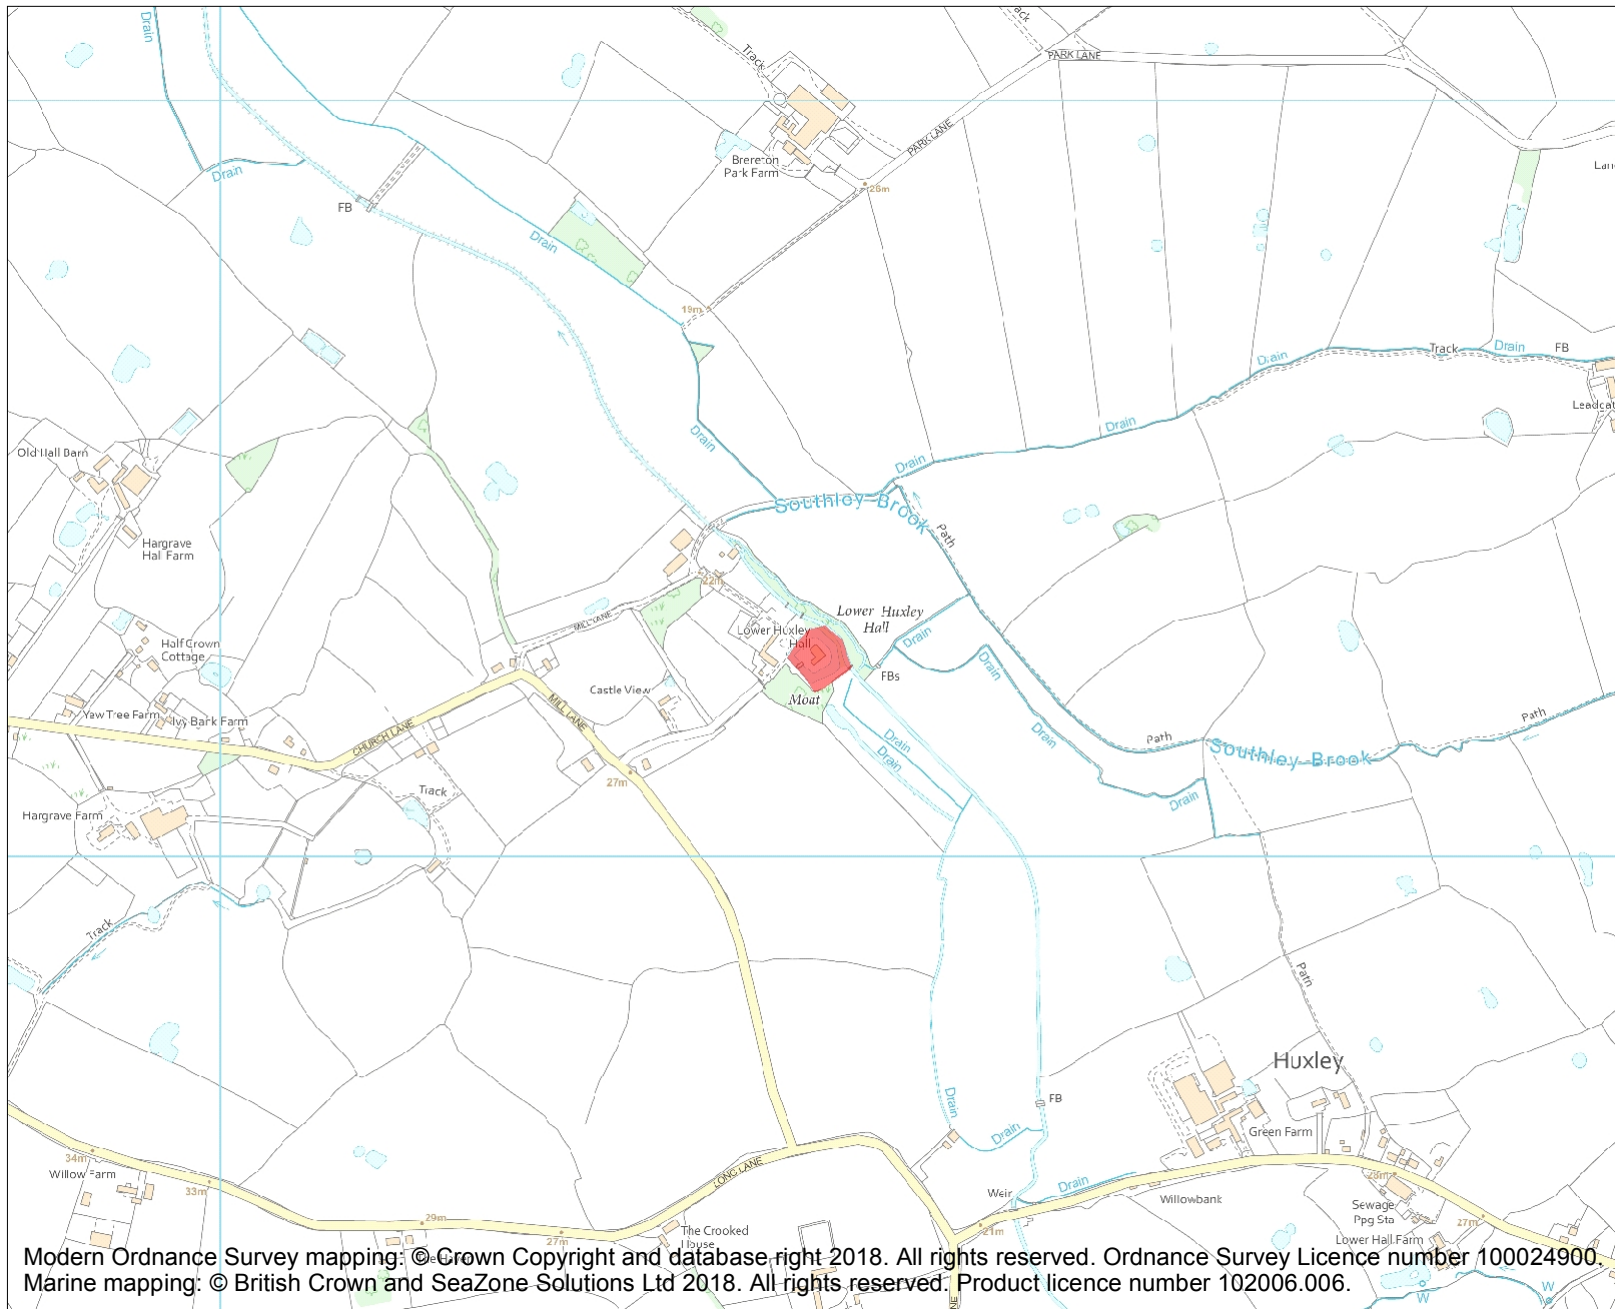 Drain
Track
PARK LANE
PARK LANE
Brereton
Park Farm
26m
Drain
FB
Drain
19m
Track
Drain
FB
Drain
Drain
Drain
Drain
Southley Brook
Path
Old Hall Barn
Hargrave
Hall Farm
22m
MILL LANE
Lower Huxley
Hall
Lower Huxley
Hall
Drain
Drain
FBs
Half Crown
Cottage
Castle View
Moat
Yew Tree Farm
Ivy Bank Farm
CHURCH LANE
MILL LANE
Drain
Drain
Drain
Path
Southley Brook
Path
27m
Track
Drain
Hargrave Farm
Track
Path
Huxley
FB
Drain
Drain
Green Farm
34m
Willow Farm
33m
LONG LANE
Weir
Drain
Willowbank
Sewage
Ppg Sta
29m
27m
The Crooked
House
21m
27m
Lower Hall Farm
W
W
Modern Ordnance Survey mapping: © Crown Copyright and database right 2018. All rights reserved. Ordnance Survey Licence number 100024900.
Marine mapping: © British Crown and SeaZone Solutions Ltd 2018. All rights reserved. Product licence number 102006.006.